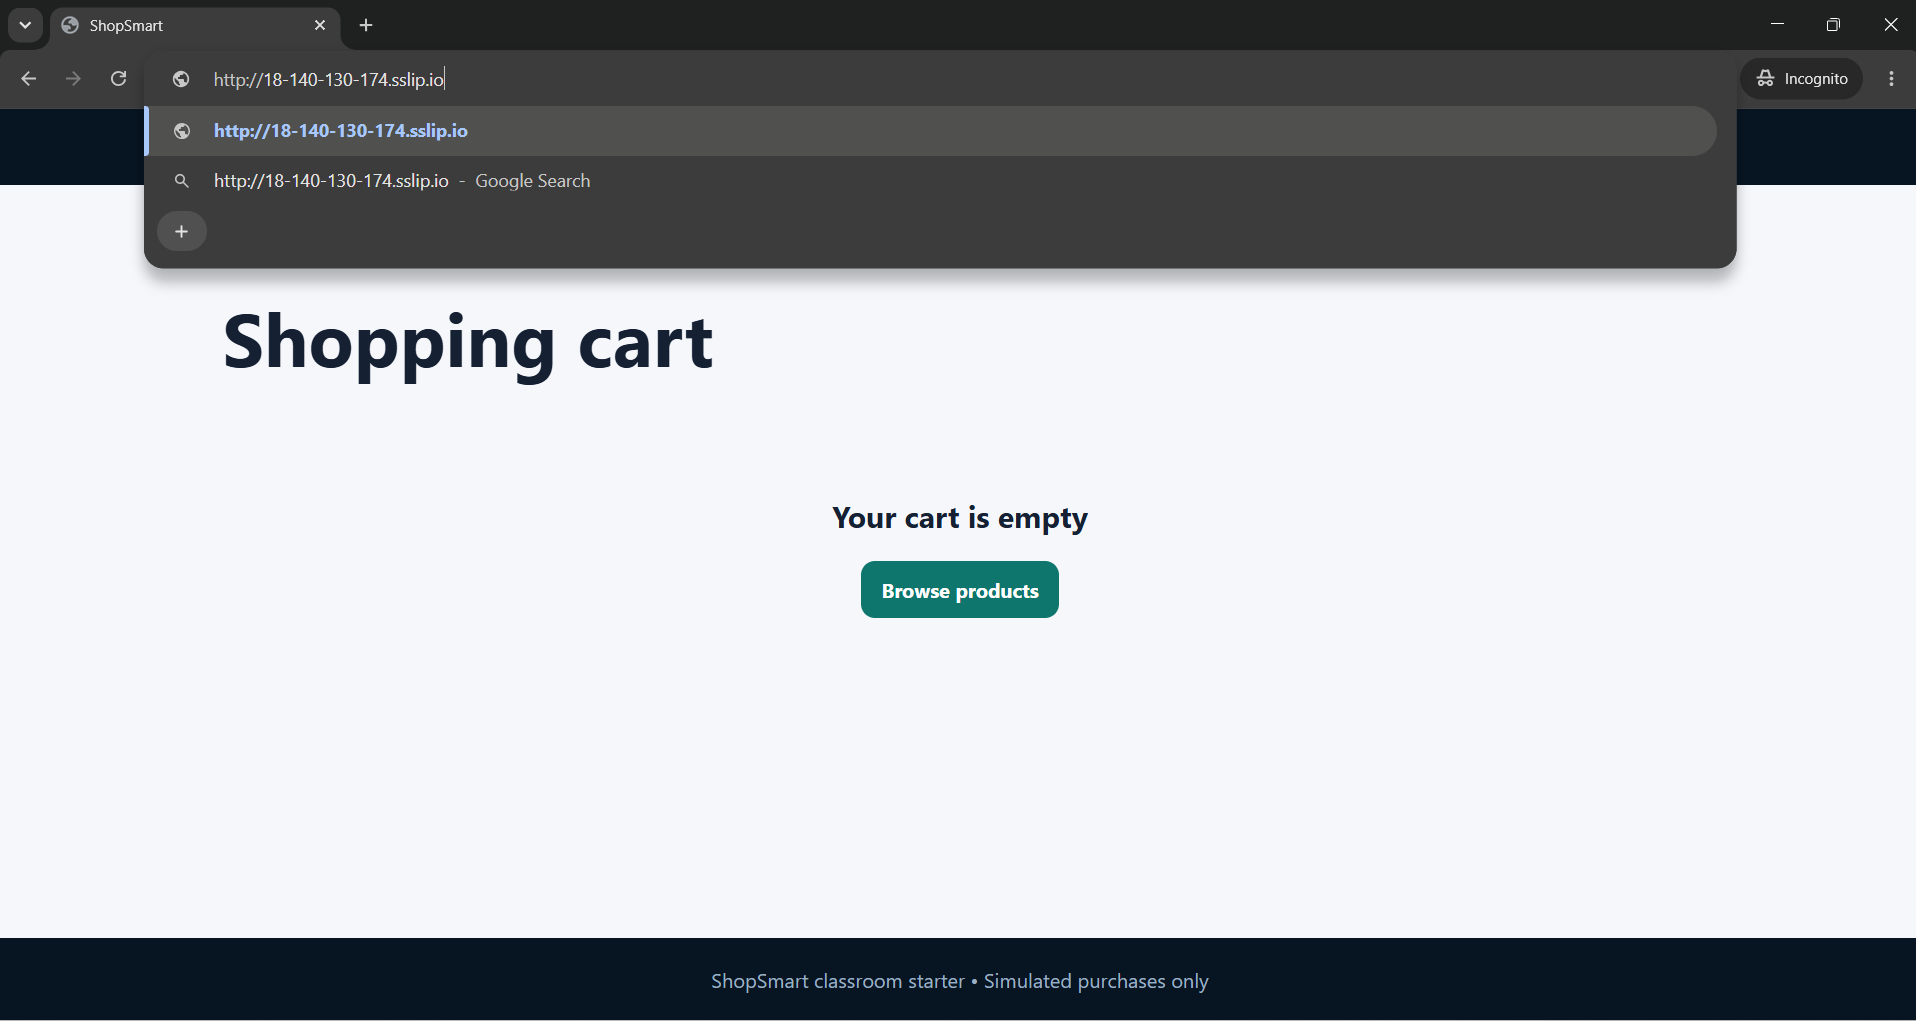 ShopSmart
http://18-140-130-174.sslip.io
Incognito
http://18-140-130-174.sslip.io
http://18-140-130-174.sslip.io - Google Search
Shopping cart
Your cart is empty
Browse products
ShopSmart classroom starter • Simulated purchases only